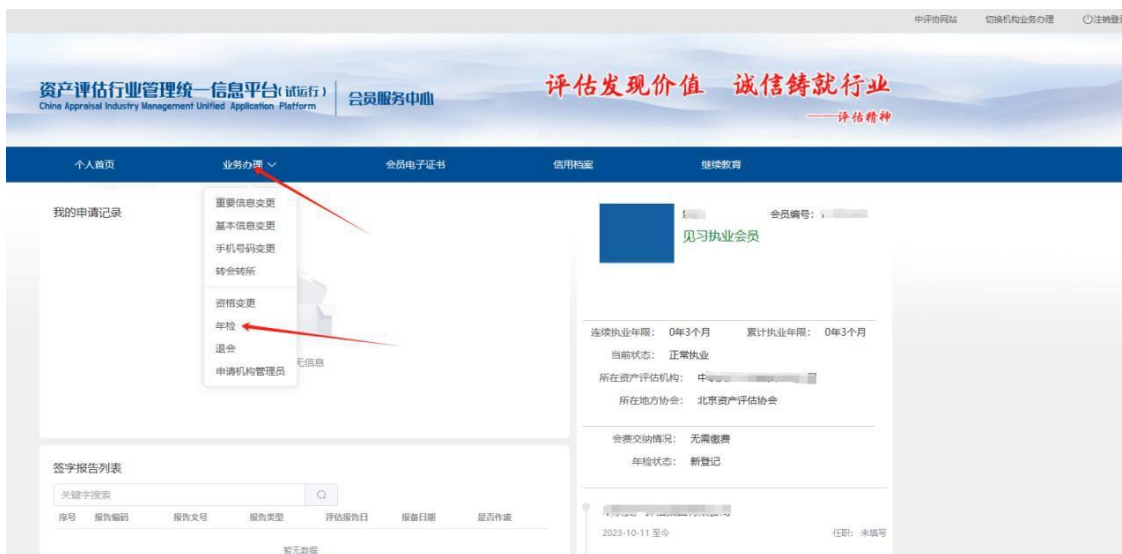 中评协网站 切换机构业务办理 注销登
资产评估行业管理统一信息平台(试运行) 会员服务中心
China Appraisal Industry Management Unified Application Platform
评估发现价值 诚信铸就行业
——评估精神
个人首页 业务办理 会员电子证书 信用档案 继续教育
我的申请记录
重要信息变更
基本信息变更
手机号码变更
转会转所
资格变更
年检
退会
申请机构管理员
无信息
会员编号：
见习执业会员
连续执业年限： 0年3个月 累计执业年限： 0年3个月
当前状态： 正常执业
所在资产评估机构： 中
所在地方协会： 北京资产评估协会
会费交纳情况： 无需缴费
年检状态： 新登记
2023-10-11 至今 任职：未填写
签字报告列表
关键字搜索
序号 报告编码 报告文号 报告类型 评估报告日 报备日期 是否作废
暂无数据